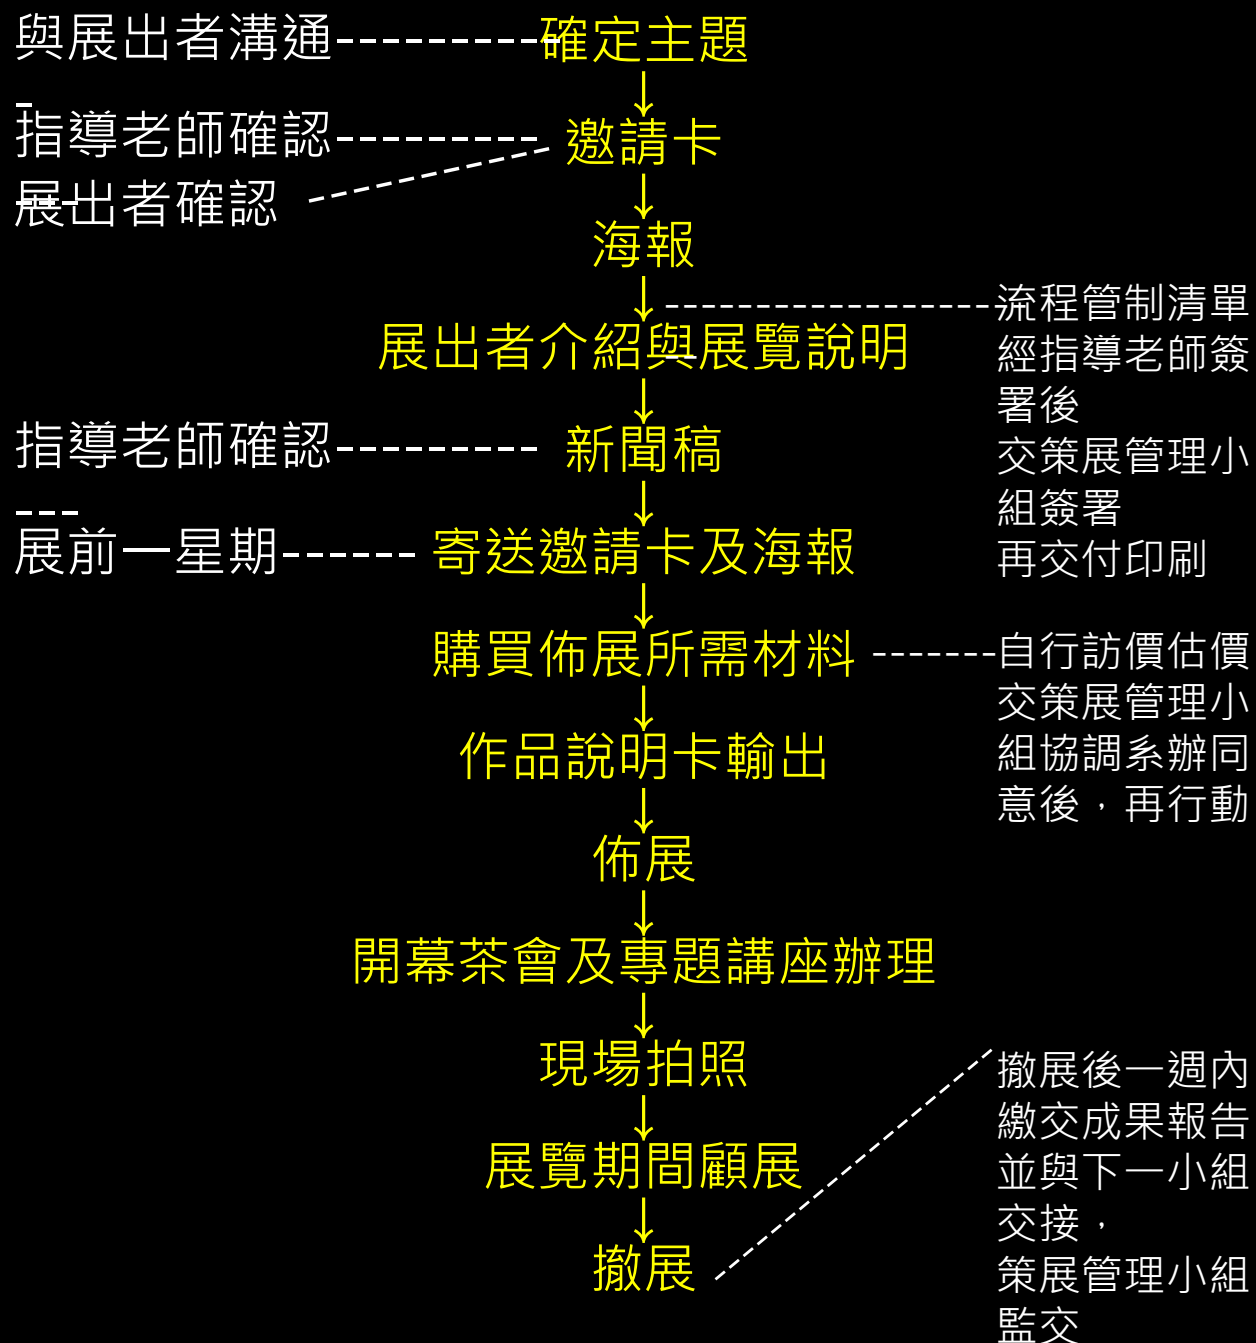 與展出者溝通
確定主題
指導老師確認
邀請卡
展出者確認
海報
展出者介紹與展覽說明
流程管制清單
經指導老師簽
署後
交策展管理小
組簽署
再交付印刷
指導老師確認
新聞稿
展前一星期
寄送邀請卡及海報
購買佈展所需材料
自行訪價估價
交策展管理小
組協調系辦同
意後，再行動
作品說明卡輸出
佈展
開幕茶會及專題講座辦理
現場拍照
展覽期間顧展
撤展
撤展後一週內
繳交成果報告
並與下一小組
交接，
策展管理小組
監交